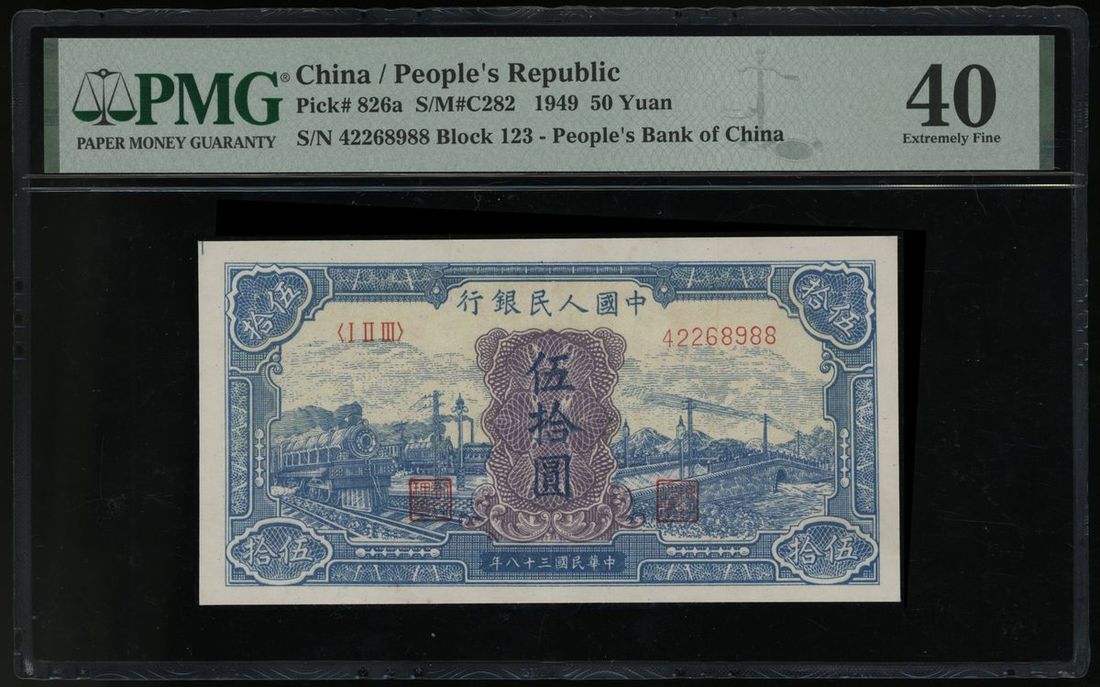 PMG®
PAPER MONEY GUARANTY
China / People's Republic
Pick# 826a S/M#C282 1949 50 Yuan
S/N 42268988 Block 123 - People's Bank of China
40
Extremely Fine
伍拾
中國人民銀行
伍拾
〈I II III〉
42268988
伍拾圓
伍拾
中華民國三十八年
伍拾